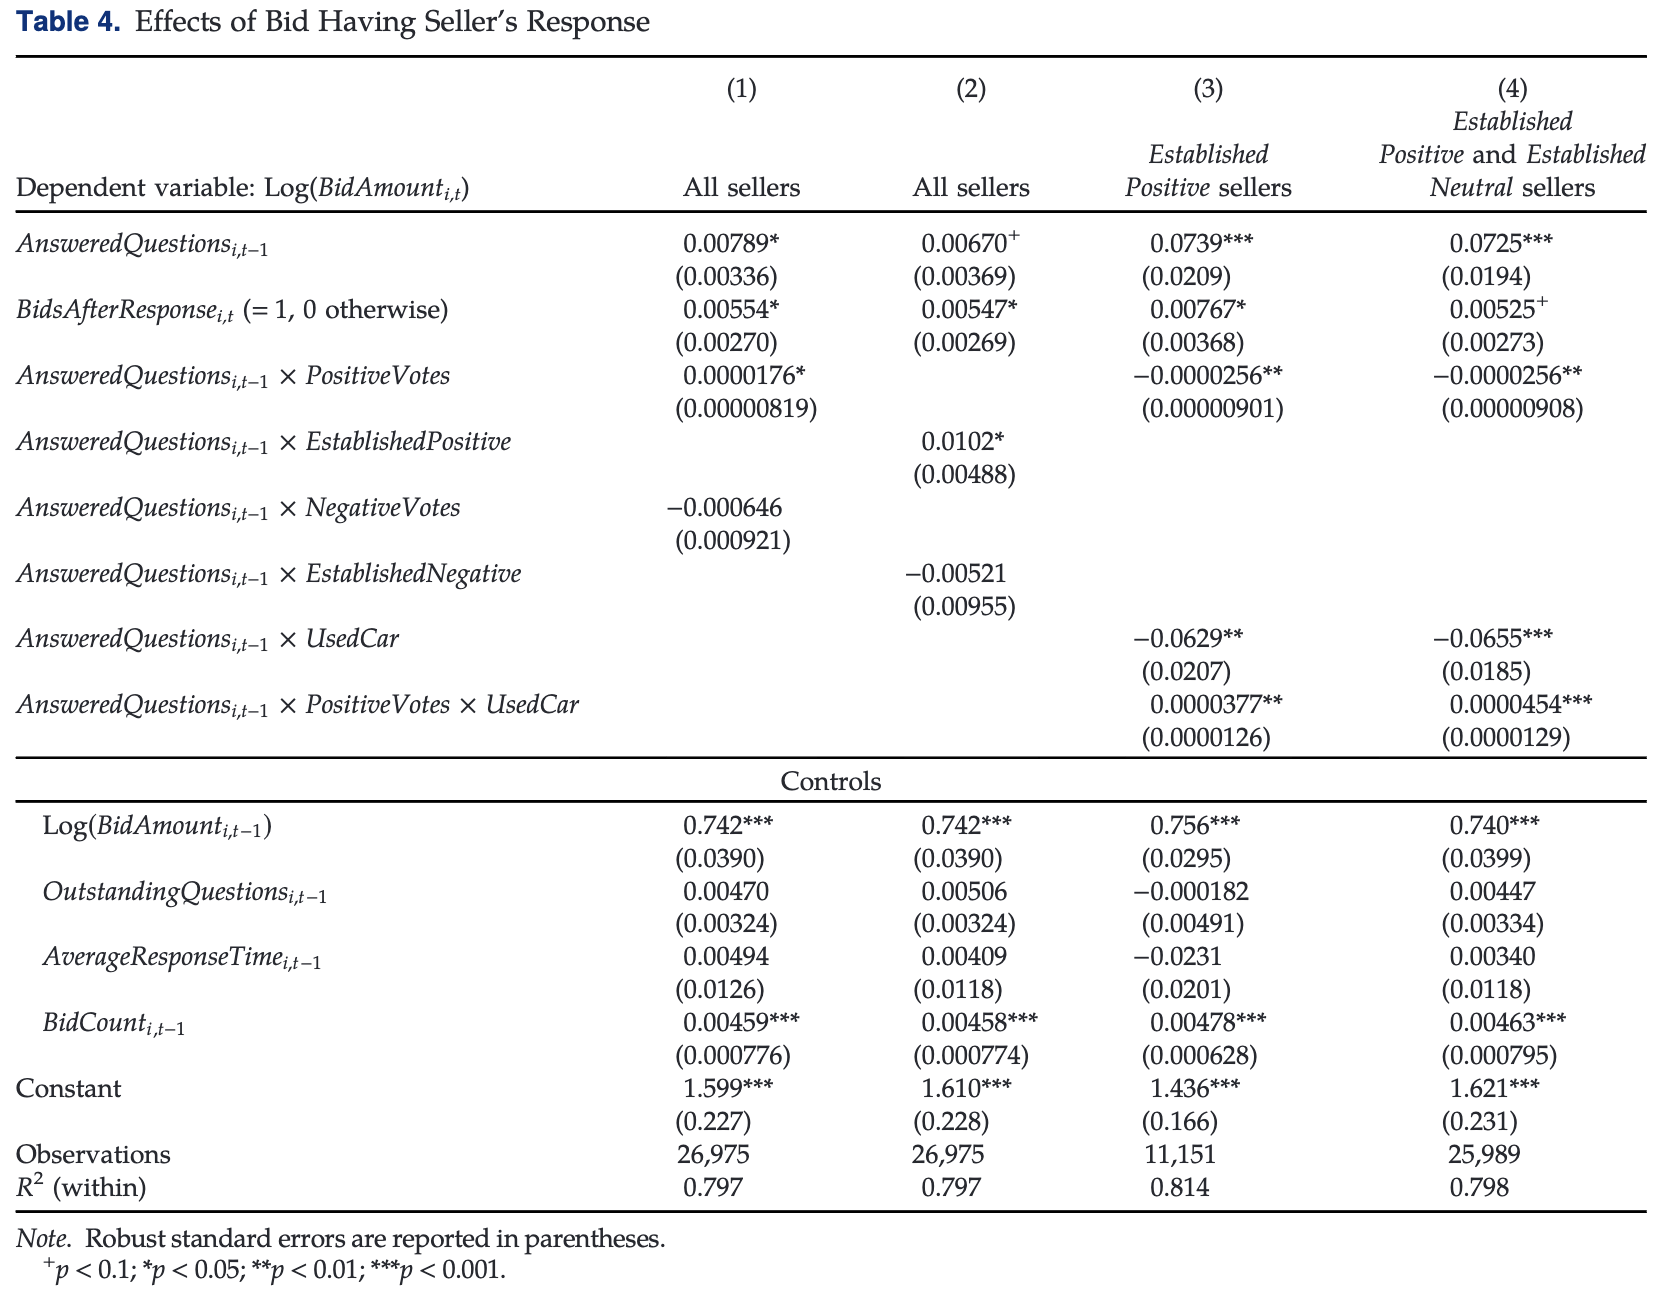 Table 4. Effects of Bid Having Seller's Response
(1) (2) (3) (4)
Established
Established Positive and Established
Dependent variable: Log(BidAmount_{i,t}) All sellers All sellers Positive sellers Neutral sellers
AnsweredQuestions_{i,t−1} 0.00789* 0.00670+ 0.0739*** 0.0725***
(0.00336) (0.00369) (0.0209) (0.0194)
BidsAfterResponse_{i,t} (= 1, 0 otherwise) 0.00554* 0.00547* 0.00767* 0.00525+
(0.00270) (0.00269) (0.00368) (0.00273)
AnsweredQuestions_{i,t−1} × PositiveVotes 0.0000176* −0.0000256** −0.0000256**
(0.00000819) (0.00000901) (0.00000908)
AnsweredQuestions_{i,t−1} × EstablishedPositive 0.0102*
(0.00488)
AnsweredQuestions_{i,t−1} × NegativeVotes −0.000646
(0.000921)
AnsweredQuestions_{i,t−1} × EstablishedNegative −0.00521
(0.00955)
AnsweredQuestions_{i,t−1} × UsedCar −0.0629** −0.0655***
(0.0207) (0.0185)
AnsweredQuestions_{i,t−1} × PositiveVotes × UsedCar 0.0000377** 0.0000454***
(0.0000126) (0.0000129)
Controls
Log(BidAmount_{i,t−1}) 0.742*** 0.742*** 0.756*** 0.740***
(0.0390) (0.0390) (0.0295) (0.0399)
OutstandingQuestions_{i,t−1} 0.00470 0.00506 −0.000182 0.00447
(0.00324) (0.00324) (0.00491) (0.00334)
AverageResponseTime_{i,t−1} 0.00494 0.00409 −0.0231 0.00340
(0.0126) (0.0118) (0.0201) (0.0118)
BidCount_{i,t−1} 0.00459*** 0.00458*** 0.00478*** 0.00463***
(0.000776) (0.000774) (0.000628) (0.000795)
Constant 1.599*** 1.610*** 1.436*** 1.621***
(0.227) (0.228) (0.166) (0.231)
Observations 26,975 26,975 11,151 25,989
R² (within) 0.797 0.797 0.814 0.798
Note. Robust standard errors are reported in parentheses.
+p < 0.1; *p < 0.05; **p < 0.01; ***p < 0.001.